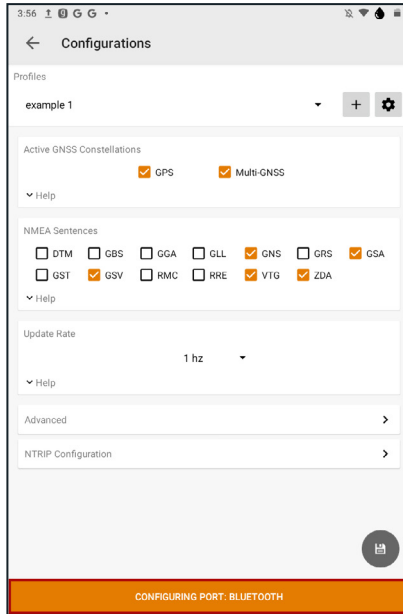 3:56 G G
Configurations
Profiles
example 1
Active GNSS Constellations
GPS Multi-GNSS
Help
NMEA Sentences
DTM GBS GGA GLL GNS GRS GSA
GST GSV RMC RRE VTG ZDA
Help
Update Rate
1 hz
Help
Advanced
NTRIP Configuration
CONFIGURING PORT: BLUETOOTH